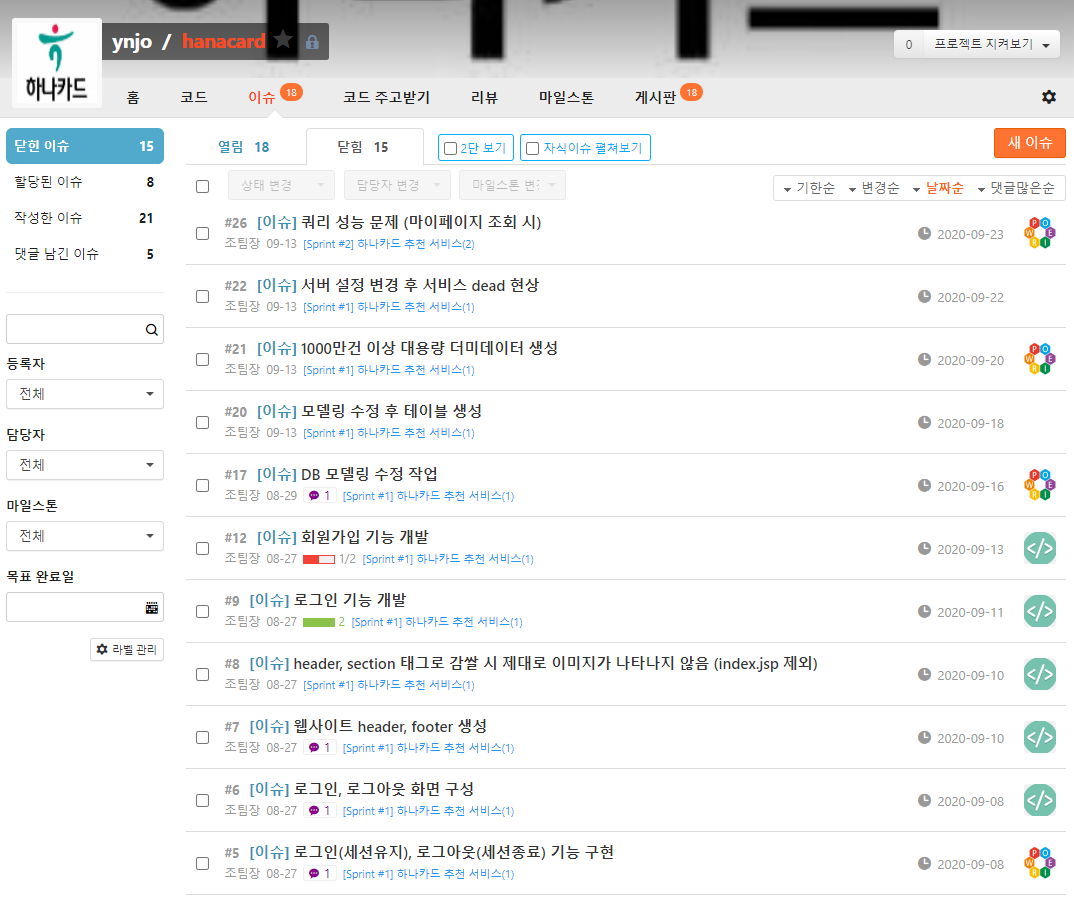 하나카드
ynjo / hanacard
0 프로젝트 지켜보기
홈 코드 이슈 18 코드 주고받기 리뷰 마일스톤 게시판 18
닫힌 이슈 15
할당된 이슈 8
작성한 이슈 21
댓글 남긴 이슈 5
등록자
전체
담당자
전체
마일스톤
전체
목표 완료일
라벨 관리
열림 18 닫힘 15 2단 보기 자식이슈 펼쳐보기 새 이슈
상태 변경 담당자 변경 마일스톤 변경
기한순 변경순 날짜순 댓글많은순
#26 [이슈] 쿼리 성능 문제 (마이페이지 조회 시)
조팀장 09-13 [Sprint #2] 하나카드 추천 서비스(2) 2020-09-23
#22 [이슈] 서버 설정 변경 후 서비스 dead 현상
조팀장 09-13 [Sprint #1] 하나카드 추천 서비스(1) 2020-09-22
#21 [이슈] 1000만건 이상 대용량 더미데이터 생성
조팀장 09-13 [Sprint #1] 하나카드 추천 서비스(1) 2020-09-20
#20 [이슈] 모델링 수정 후 테이블 생성
조팀장 09-13 [Sprint #1] 하나카드 추천 서비스(1) 2020-09-18
#17 [이슈] DB 모델링 수정 작업
조팀장 08-29 1 [Sprint #1] 하나카드 추천 서비스(1) 2020-09-16
#12 [이슈] 회원가입 기능 개발
조팀장 08-27 1/2 [Sprint #1] 하나카드 추천 서비스(1) 2020-09-13
#9 [이슈] 로그인 기능 개발
조팀장 08-27 2 [Sprint #1] 하나카드 추천 서비스(1) 2020-09-11
#8 [이슈] header, section 태그로 감쌀 시 제대로 이미지가 나타나지 않음 (index.jsp 제외)
조팀장 08-27 [Sprint #1] 하나카드 추천 서비스(1) 2020-09-10
#7 [이슈] 웹사이트 header, footer 생성
조팀장 08-27 1 [Sprint #1] 하나카드 추천 서비스(1) 2020-09-10
#6 [이슈] 로그인, 로그아웃 화면 구성
조팀장 08-27 1 [Sprint #1] 하나카드 추천 서비스(1) 2020-09-08
#5 [이슈] 로그인(세션유지), 로그아웃(세션종료) 기능 구현
조팀장 08-27 1 [Sprint #1] 하나카드 추천 서비스(1) 2020-09-08